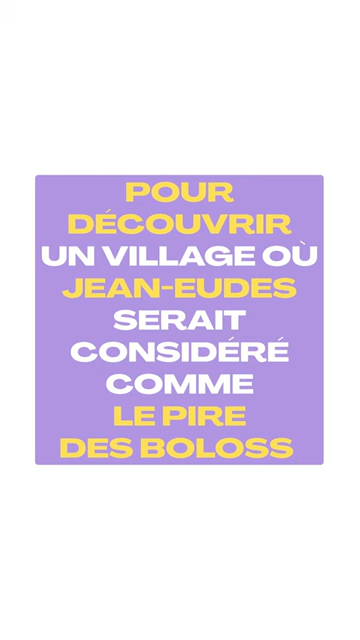 POUR
DÉCOUVRIR
UN VILLAGE OÙ
JEAN-EUDES
SERAIT
CONSIDÉRÉ
COMME
LE PIRE
DES BOLOSS